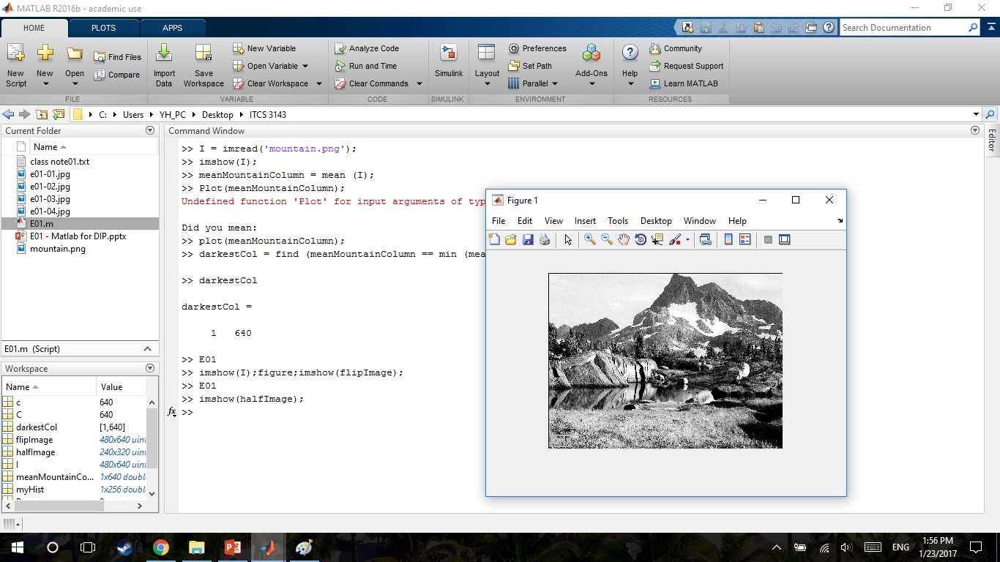 MATLAB R2016b - academic use
HOME PLOTS APPS
Search Documentation
New Script
New
Open
Find Files
Compare
FILE
Import Data
Save Workspace
New Variable
Open Variable
Clear Workspace
VARIABLE
Analyze Code
Run and Time
Clear Commands
CODE
Simulink
SIMULINK
Layout
Preferences
Set Path
Parallel
Add-Ons
ENVIRONMENT
Help
Community
Request Support
Learn MATLAB
RESOURCES
C: Users YH_PC Desktop ITCS 3143
Current Folder
Name
class note01.txt
e01-01.jpg
e01-02.jpg
e01-03.jpg
e01-04.jpg
E01.m
E01 - Matlab for DIP.pptx
mountain.png
E01.m (Script)
Workspace
Name Value
c 640
C 640
darkestCol [1,640]
flipImage 480x640 uin
halfImage 240x320 uin
I 480x640 uin
meanMountainCo... 1x640 doubl
myHist 1x256 doubl
Command Window
>> I = imread('mountain.png');
>> imshow(I);
>> meanMountainColumn = mean (I);
>> Plot(meanMountainColumn);
Undefined function 'Plot' for input arguments of typ
Did you mean:
>> plot(meanMountainColumn);
>> darkestCol = find (meanMountainColumn == min (mea
>> darkestCol
darkestCol =
1 640
>> E01
>> imshow(I);figure;imshow(flipImage);
>> E01
>> imshow(halfImage);
fx >>
Editor
Figure 1
File Edit View Insert Tools Desktop Window Help
ENG
1:56 PM
1/23/2017